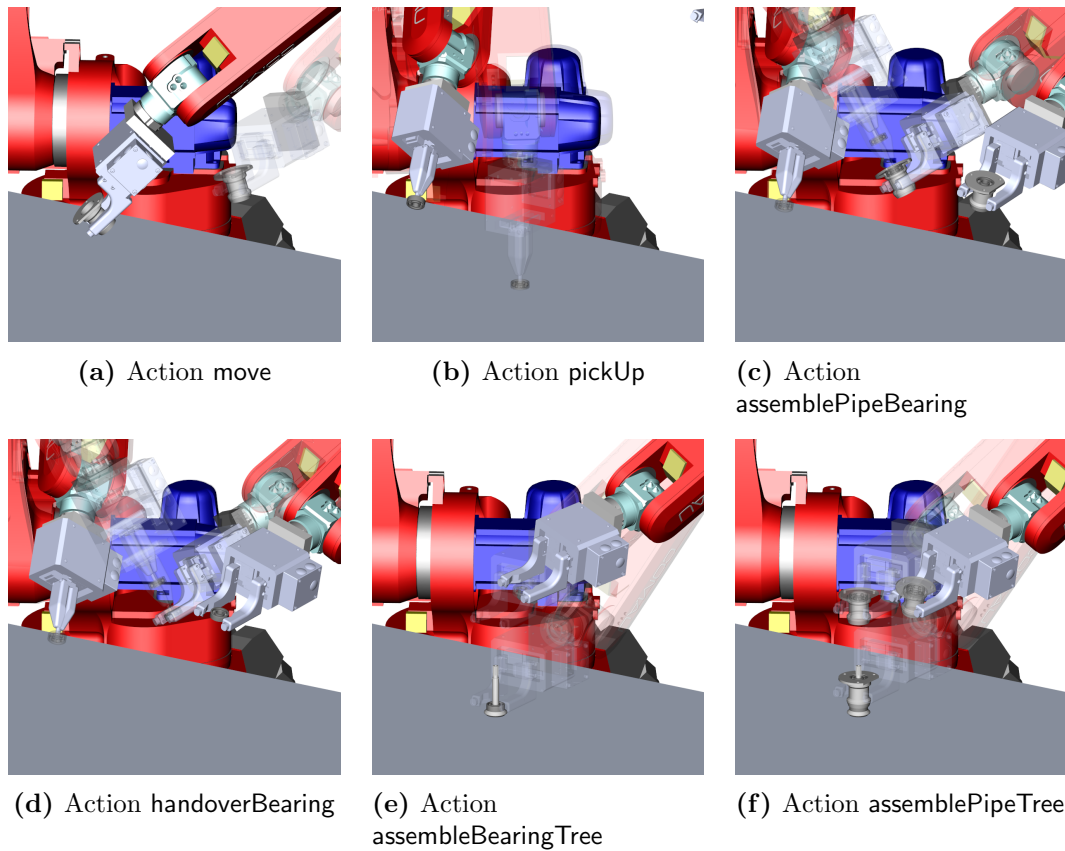 (a) Action move
(b) Action pickUp
(c) Action
assemblePipeBearing
(d) Action handoverBearing
(e) Action
assembleBearingTree
(f) Action assemblePipeTree